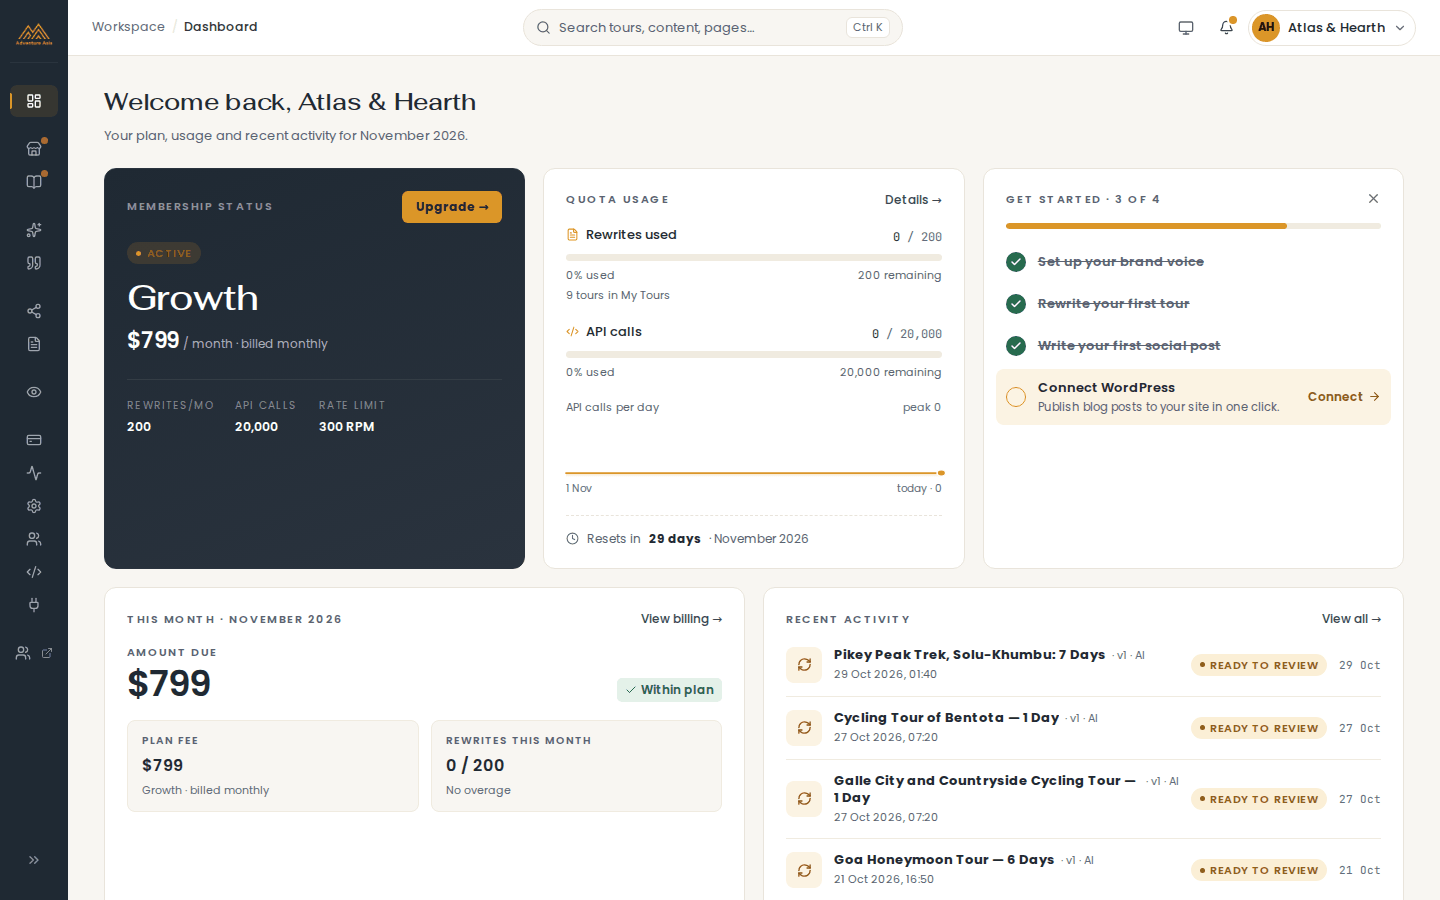 Adventure Asia
Workspace / Dashboard
Search tours, content, pages...
Ctrl K
AH
Atlas & Hearth
Welcome back, Atlas & Hearth
Your plan, usage and recent activity for November 2026.
MEMBERSHIP STATUS
Upgrade →
ACTIVE
Growth
$799 / month · billed monthly
REWRITES/MO API CALLS RATE LIMIT
200 20,000 300 RPM
QUOTA USAGE
Details →
Rewrites used
0 / 200
0% used
200 remaining
9 tours in My Tours
API calls
0 / 20,000
0% used
20,000 remaining
API calls per day
peak 0
1 Nov
today · 0
Resets in 29 days · November 2026
GET STARTED · 3 OF 4
Set up your brand voice
Rewrite your first tour
Write your first social post
Connect WordPress
Publish blog posts to your site in one click.
Connect →
THIS MONTH · NOVEMBER 2026
View billing →
AMOUNT DUE
$799
Within plan
PLAN FEE
$799
Growth · billed monthly
REWRITES THIS MONTH
0 / 200
No overage
RECENT ACTIVITY
View all →
Pikey Peak Trek, Solu-Khumbu: 7 Days · v1 · AI
29 Oct 2026, 01:40
READY TO REVIEW
29 Oct
Cycling Tour of Bentota — 1 Day · v1 · AI
27 Oct 2026, 07:20
READY TO REVIEW
27 Oct
Galle City and Countryside Cycling Tour — · v1 · AI
1 Day
27 Oct 2026, 07:20
READY TO REVIEW
27 Oct
Goa Honeymoon Tour — 6 Days · v1 · AI
21 Oct 2026, 16:50
READY TO REVIEW
21 Oct